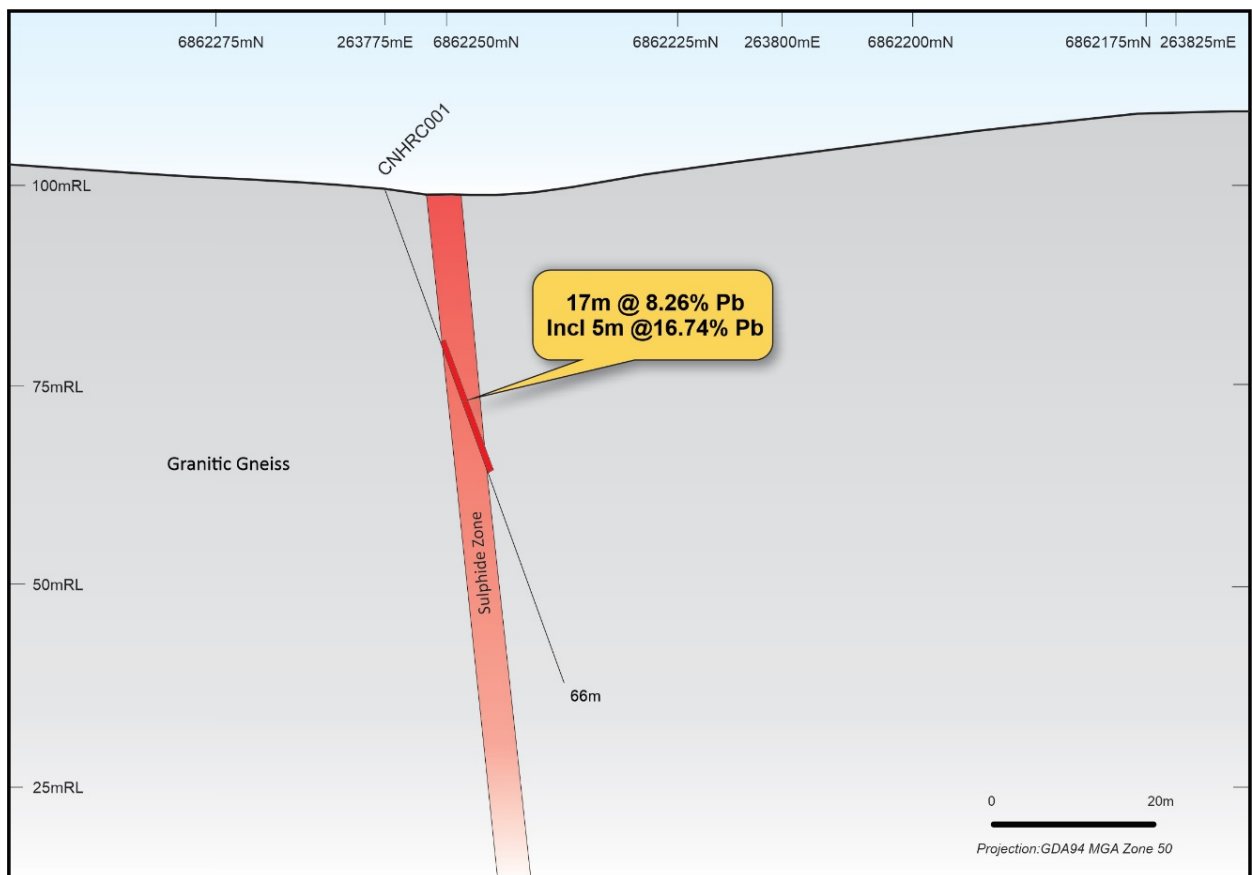 6862275mN
263775mE
6862250mN
6862225mN
263800mE
6862200mN
6862175mN
263825mE
CNHRC001
100mRL
17m @ 8.26% Pb
Incl 5m @16.74% Pb
75mRL
Granitic Gneiss
Sulphide Zone
50mRL
66m
25mRL
0
20m
Projection:GDA94 MGA Zone 50